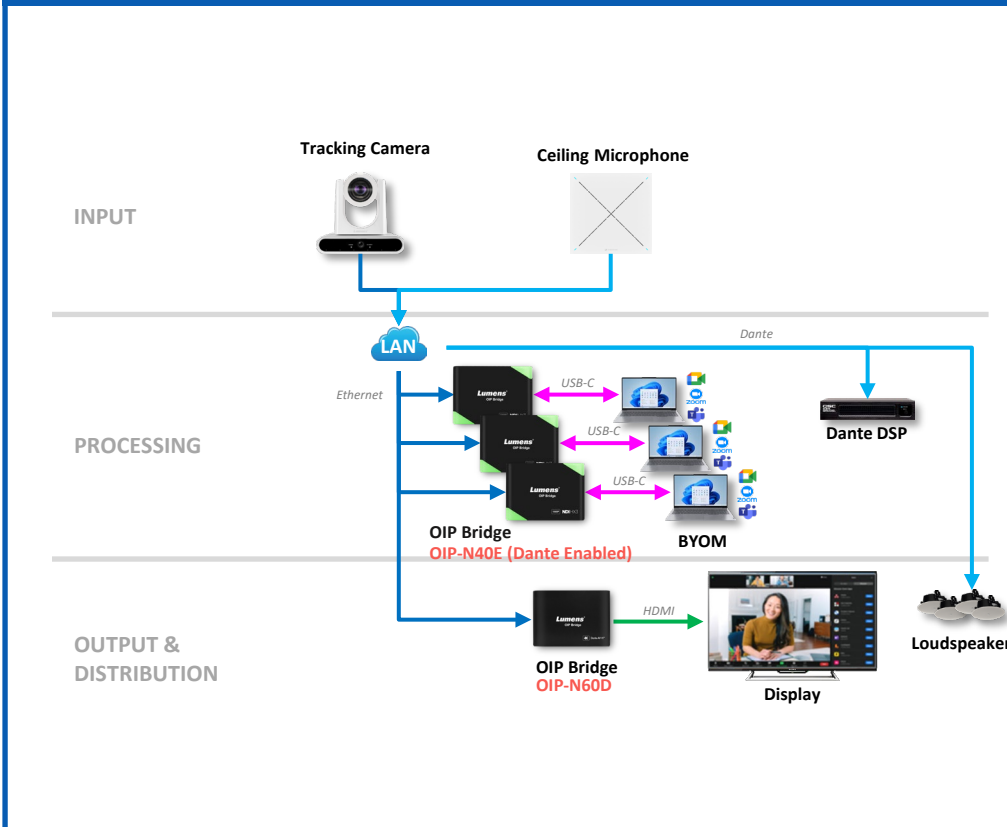 Tracking Camera
Ceiling Microphone
INPUT
LAN
Dante
Ethernet
Lumens
OIP Bridge
USB-C
zoom
Lumens
OIP Bridge
USB-C
zoom
Lumens
OIP Bridge
NDI
USB-C
zoom
PROCESSING
Dante DSP
OIP Bridge
OIP-N40E (Dante Enabled)
BYOM
OUTPUT &
DISTRIBUTION
Lumens
OIP Bridge
HDMI
OIP Bridge
OIP-N60D
Display
Loudspeaker